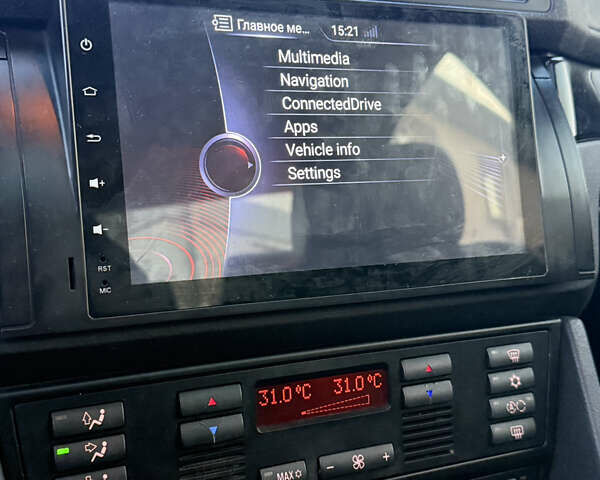 Главное ме... 15:21
Multimedia
Navigation
ConnectedDrive
Apps
Vehicle info
Settings
RST
MIC
31.0°C 31.0°C
MAX